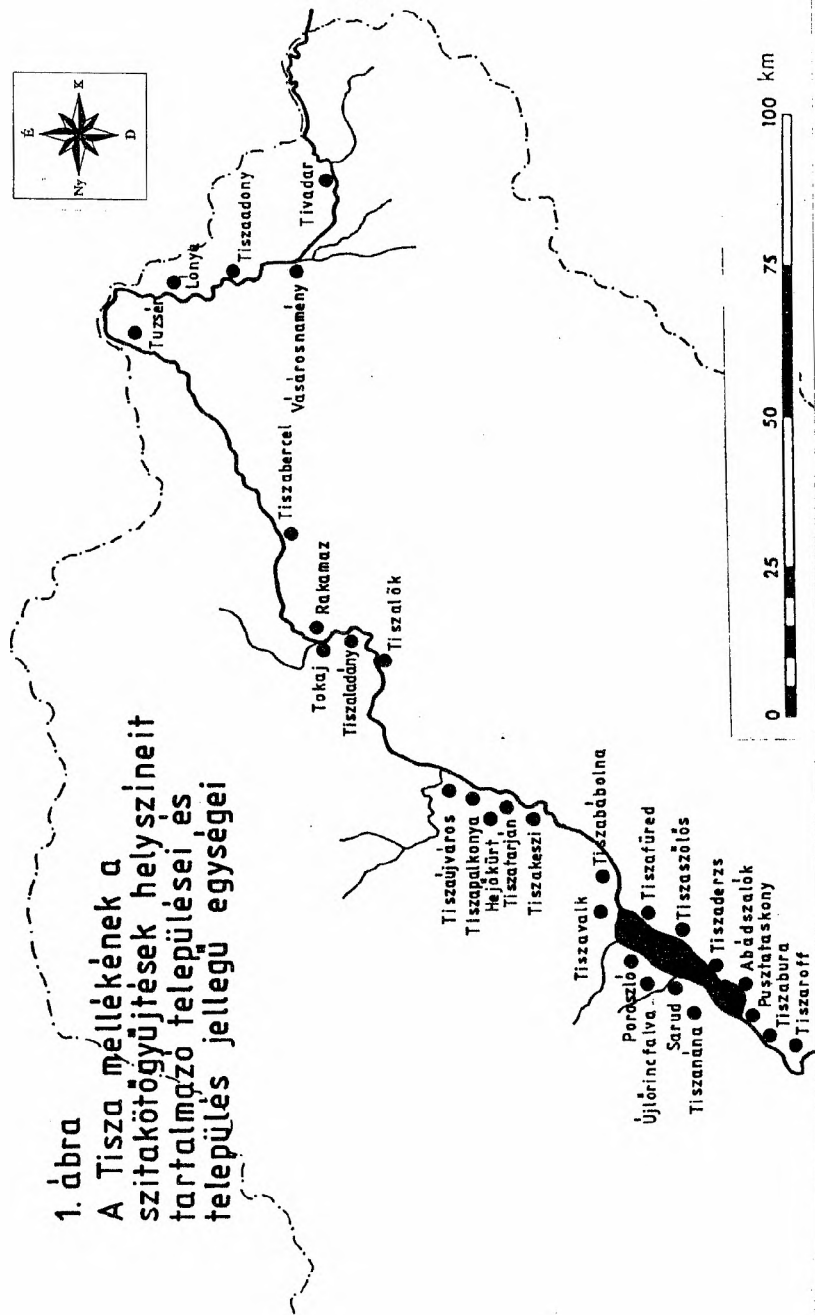 1. ábra
A Tisza mellékének a
szitakötőgyűjtések helyszíneit
tartalmazó települései és
település jellegű egységei
É
Ny
K
D
Tuzsér
Lónya
Tiszaadony
Tivadar
Vásárosnamény
Tiszabercel
Rakamaz
Tokaj
Tiszaladány
Tiszalök
Tiszaújváros
Tiszapalkonya
Hejőkürt
Tiszatarján
Tiszakeszi
Tiszabábolna
Tiszavalk
Tiszafüred
Poroszló
Újlőrincfalva
Tiszaszőlős
Sarud
Tiszanána
Tiszaderzs
Abádszalók
Pusztataskony
Tiszabura
Tiszaroff
0
25
50
75
100 km